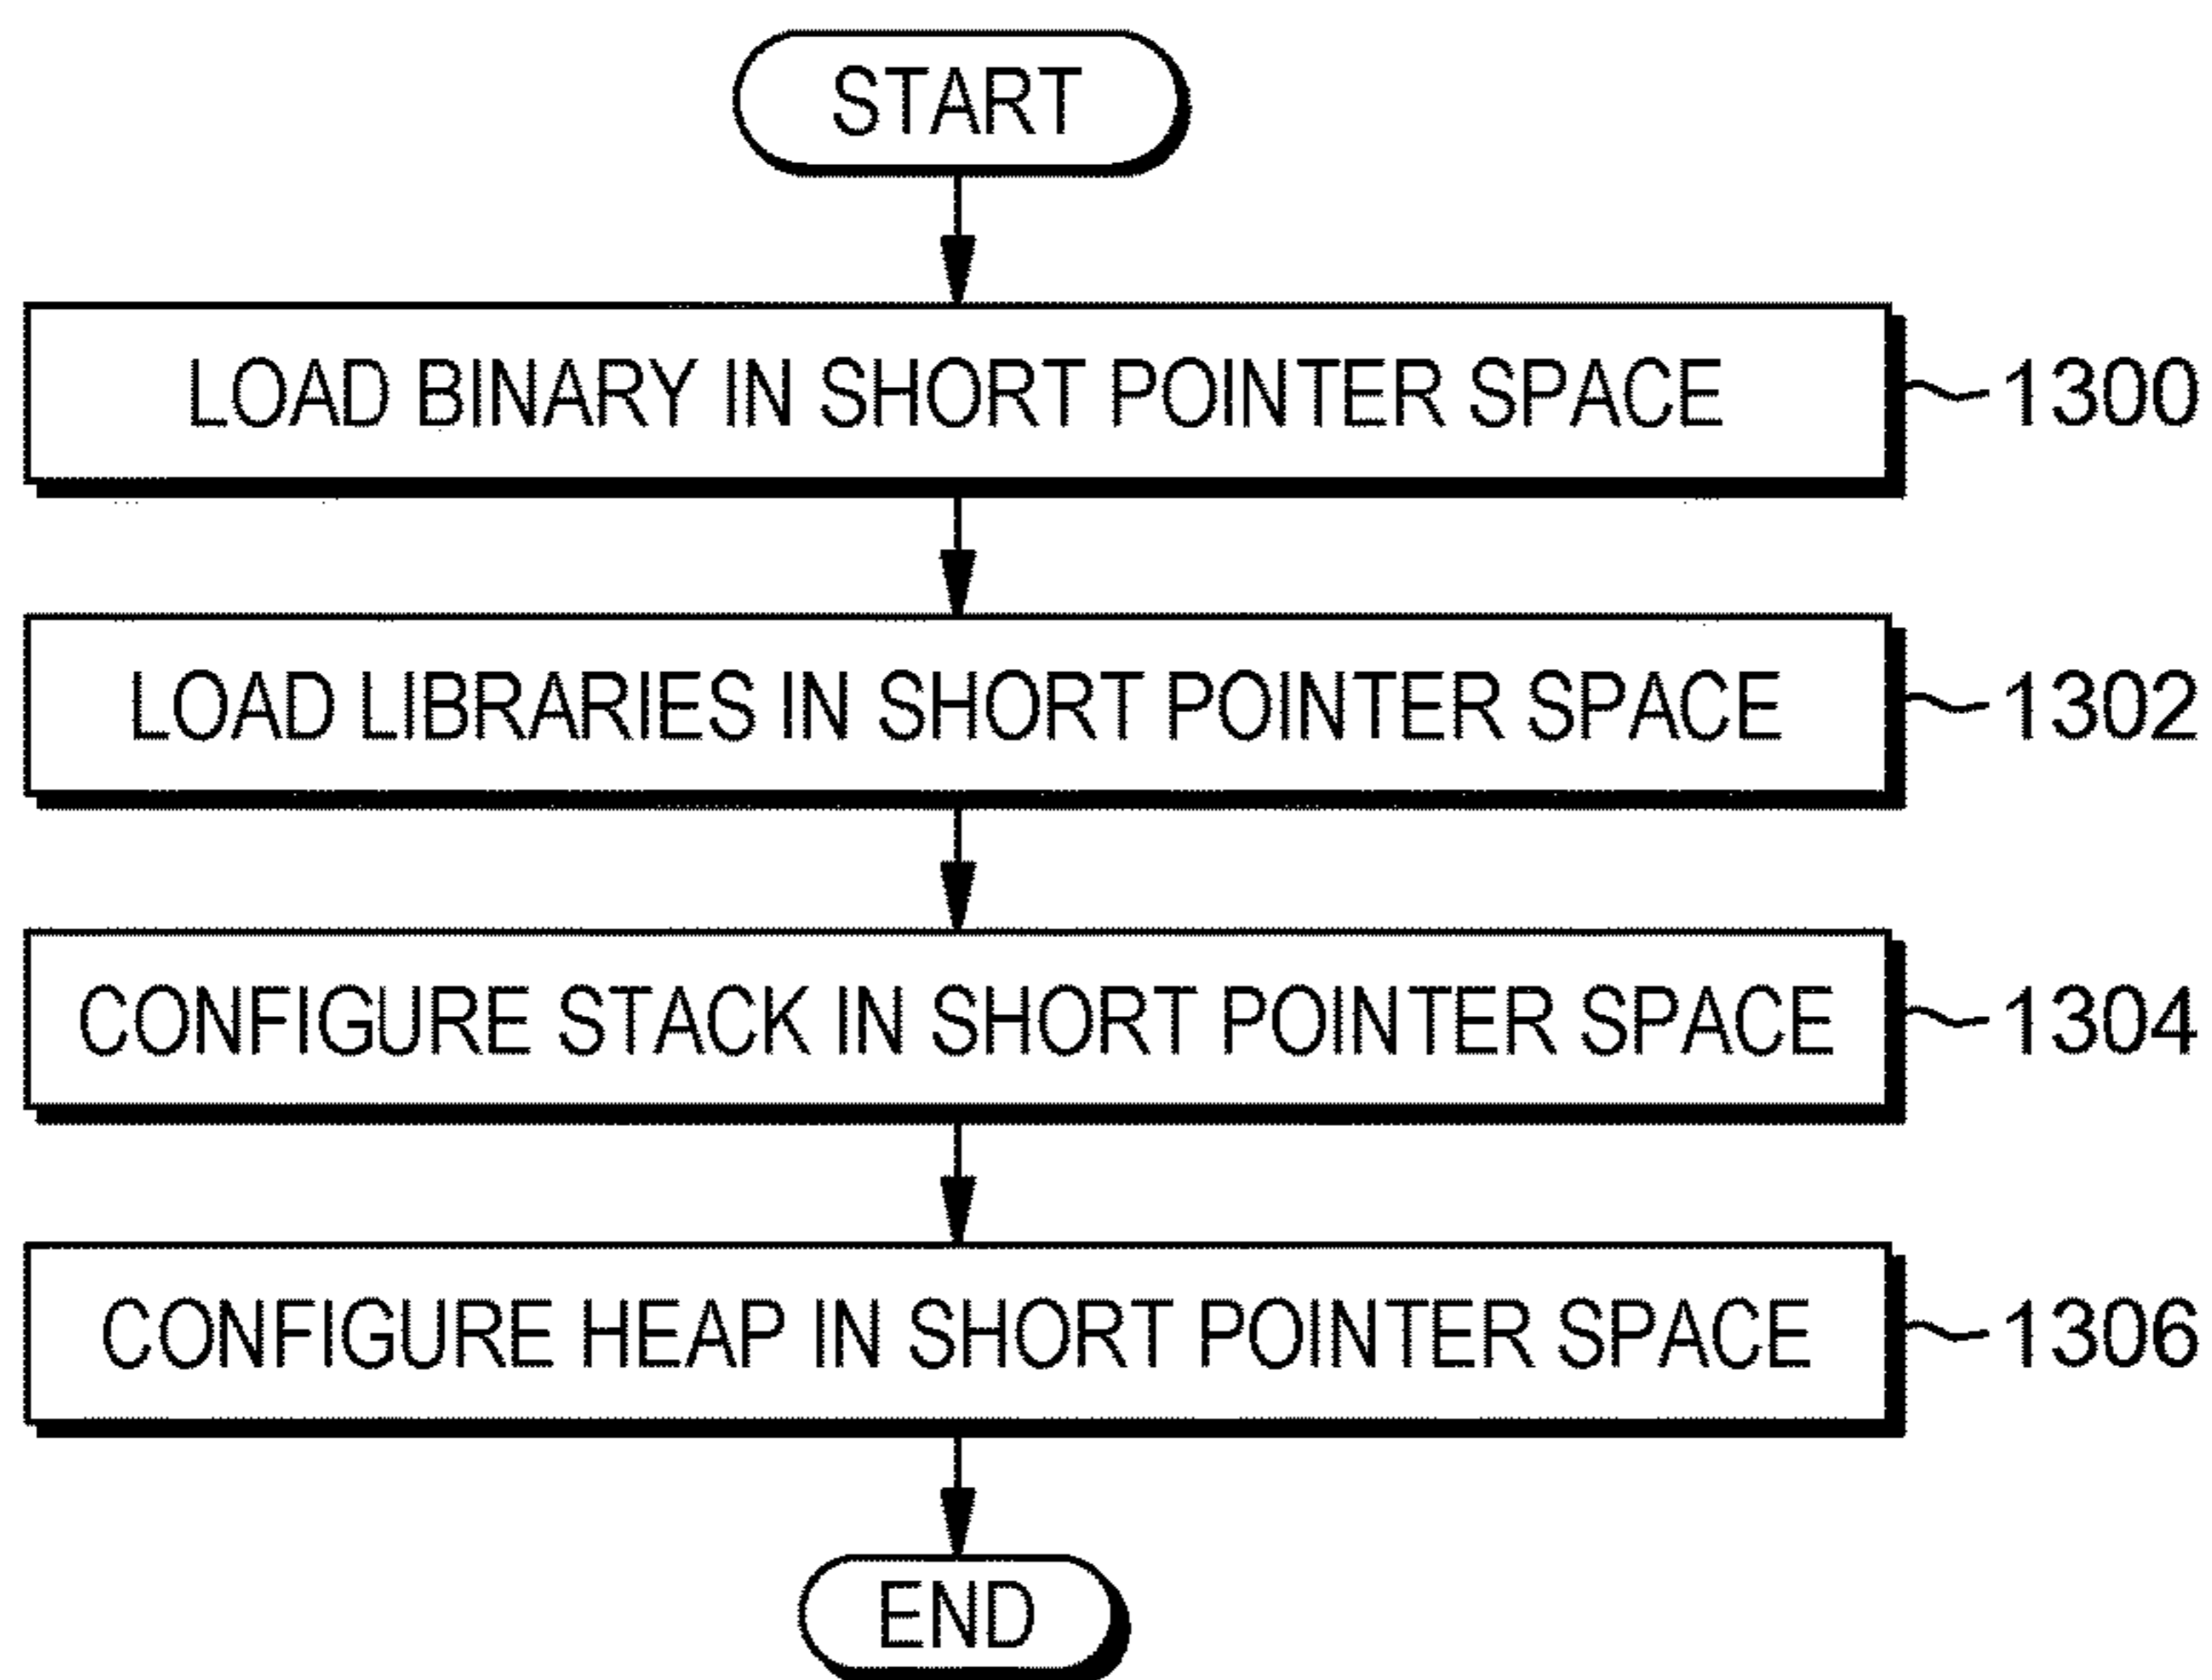 START
LOAD BINARY IN SHORT POINTER SPACE
1300
LOAD LIBRARIES IN SHORT POINTER SPACE
1302
CONFIGURE STACK IN SHORT POINTER SPACE
1304
CONFIGURE HEAP IN SHORT POINTER SPACE
1306
END